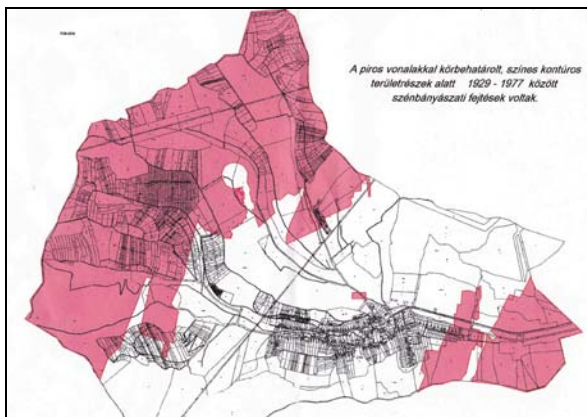 A piros vonalakkal körbehatárolt, színes kontúros
területrészek alatt 1929 - 1977 között
szénbányászati fejtések voltak.